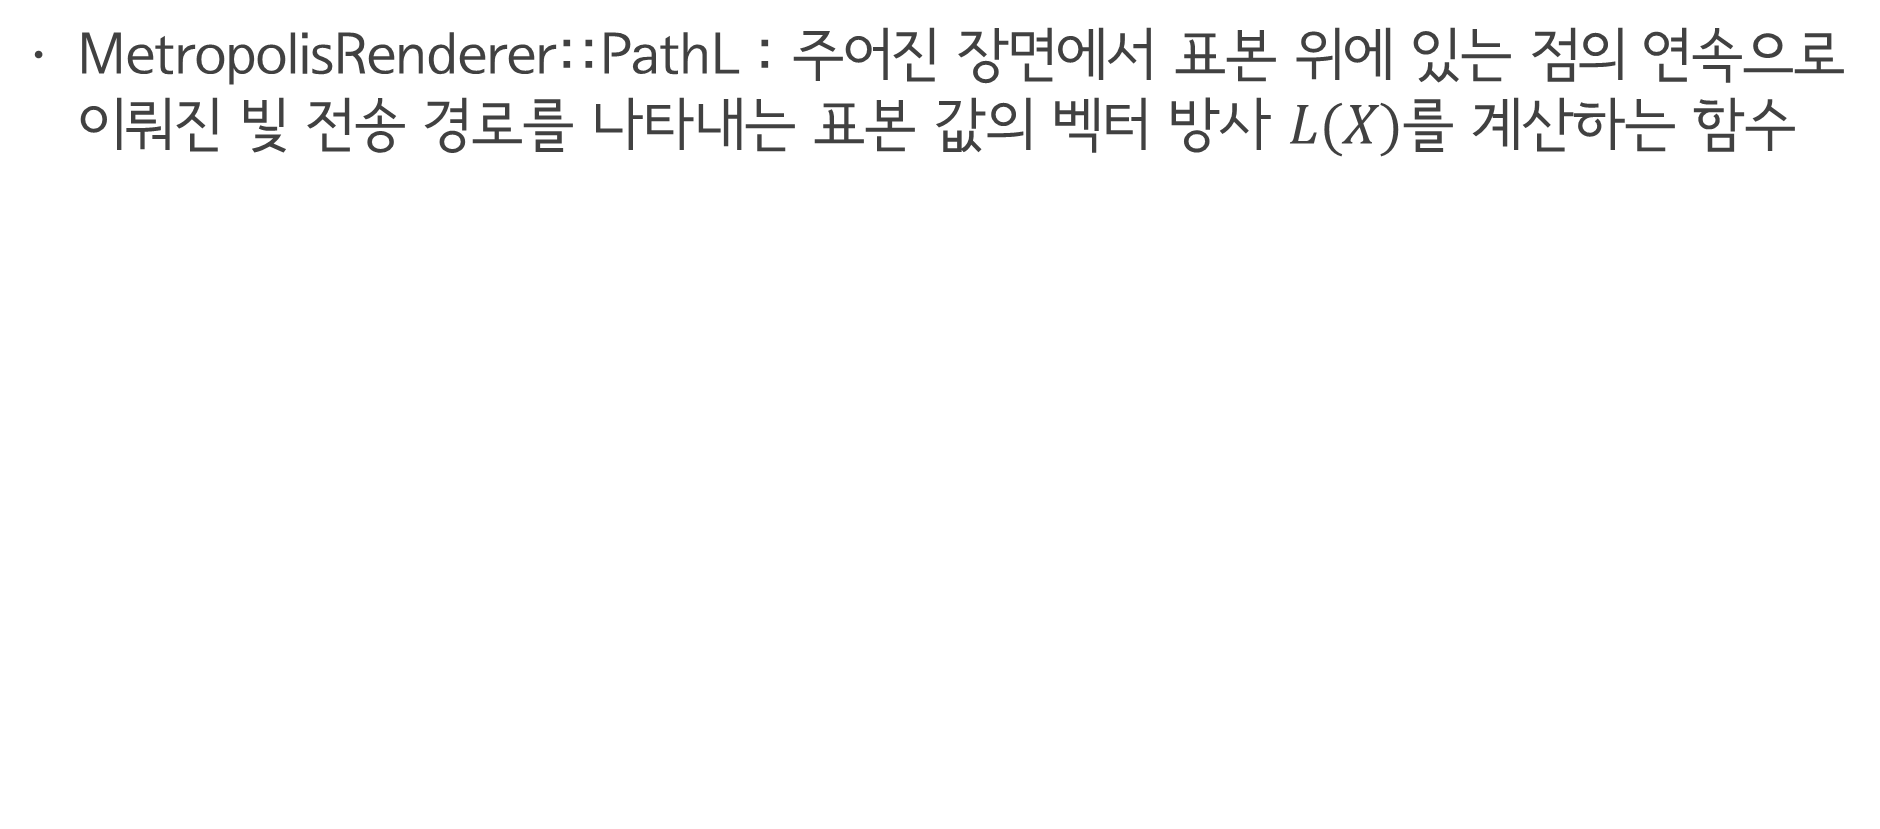 • MetropolisRenderer::PathL : 주어진 장면에서 표본 위에 있는 점의 연속으로
이뤄진 빛 전송 경로를 나타내는 표본 값의 벡터 방사 L(X)를 계산하는 함수